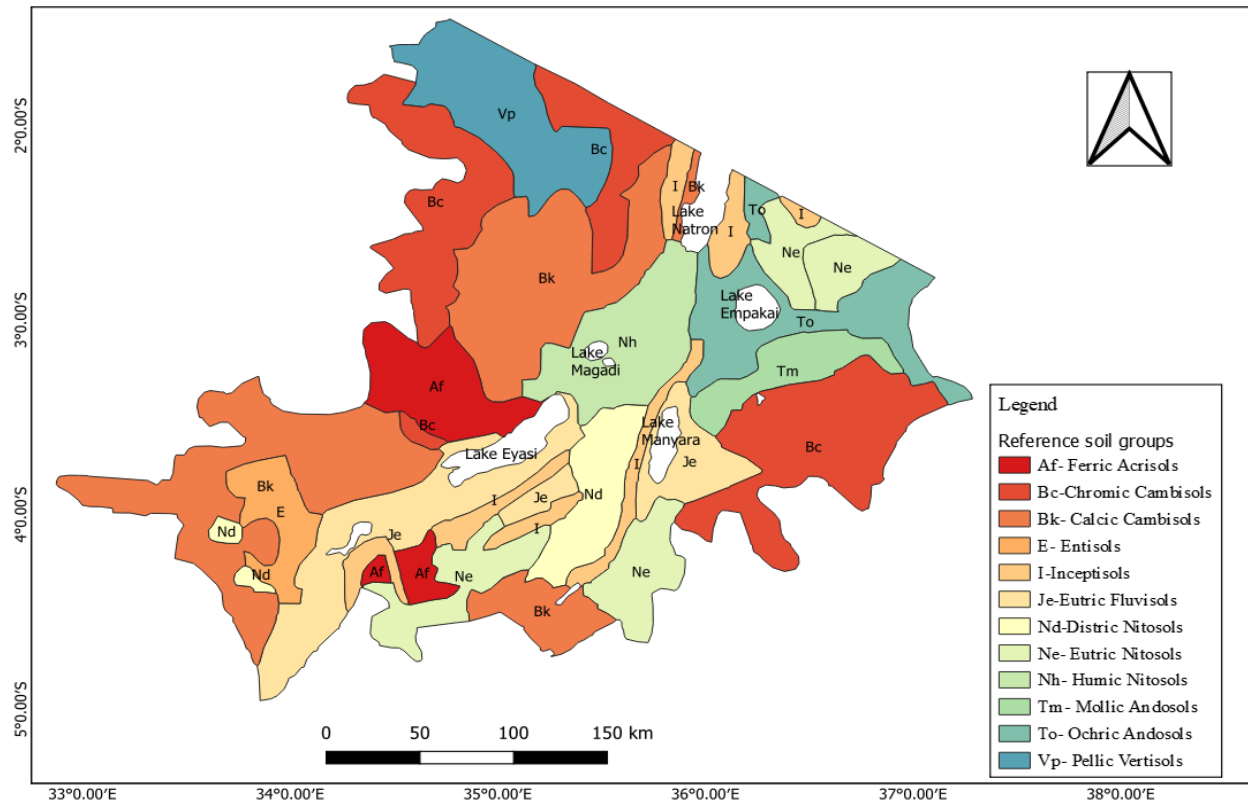 2°0.00'S
3°0.00'S
4°0.00'S
5°0.00'S
Vp
Bc
Bc
I
Bk
Lake
Natron
I
To
I
Ne
Ne
Bk
Lake
Empakai
To
Nh
Lake
Magadi
Tm
Af
Bc
Lake Eyasi
Lake
Manyara
Je
Bc
I
I
Je
Nd
I
Bk
E
Nd
Nd
Je
Af
Af
Ne
Ne
Bk
0 50 100 150 km
Legend
Reference soil groups
Af- Ferric Acrisols
Bc-Chromic Cambisols
Bk- Calcic Cambisols
E- Entisols
I-Inceptisols
Je-Eutric Fluvisols
Nd-Distric Nitosols
Ne- Eutric Nitosols
Nh- Humic Nitosols
Tm- Mollic Andosols
To- Ochric Andosols
Vp- Pellic Vertisols
33°0.00'E 34°0.00'E 35°0.00'E 36°0.00'E 37°0.00'E 38°0.00'E